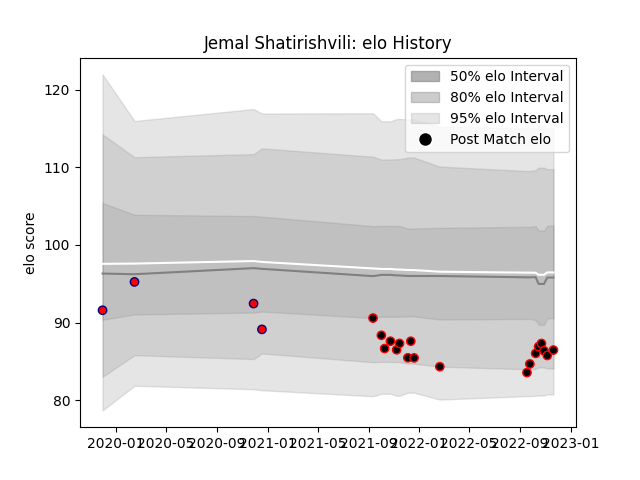 Jemal Shatirishvili: elo History
50% elo Interval
80% elo Interval
95% elo Interval
Post Match elo
elo score
120
110
100
90
80
2020-01 2020-05 2020-09 2021-01 2021-05 2021-09 2022-01 2022-05 2022-09 2023-01